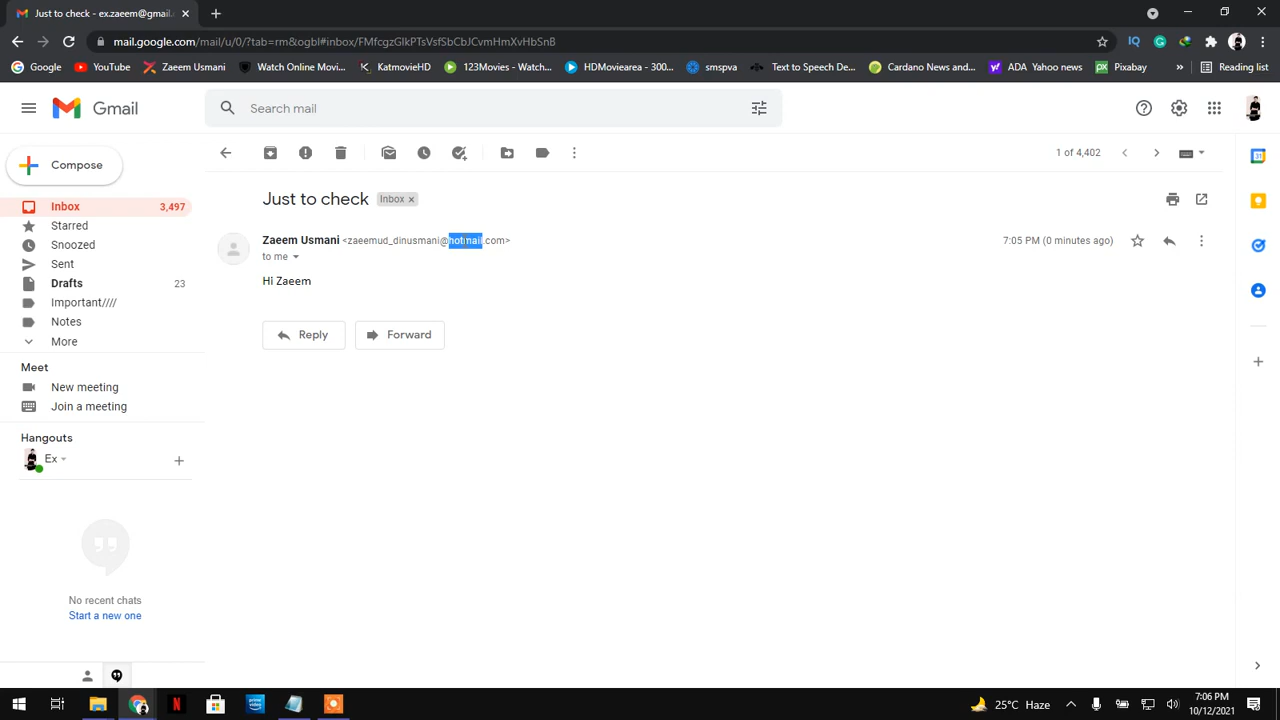 Just to check - ex.zaeem@gmail.
mail.google.com/mail/u/0/?tab=rm&ogbl#inbox/FMfcgzGlkPTsVsfSbCbJCvmHmXvHbSnB
Google YouTube Zaeem Usmani Watch Online Movi... KatmovieHD 123Movies - Watc... HDMoviearea - 300... smspva Text to Speech De... Cardano News and... ADA Yahoo news Pixabay » Reading list
Gmail
Search mail
Compose
1 of 4,402
Inbox 3,497
Starred
Snoozed
Sent
Drafts 23
Important////
Notes
More
Just to check Inbox
Zaeem Usmani <zaeemud_dinusmani@hotmail.com> 7:05 PM (0 minutes ago)
to me
Hi Zaeem
Reply Forward
Meet
New meeting
Join a meeting
Hangouts
Ex
No recent chats
Start a new one
25°C Haze
7:06 PM
10/12/2021